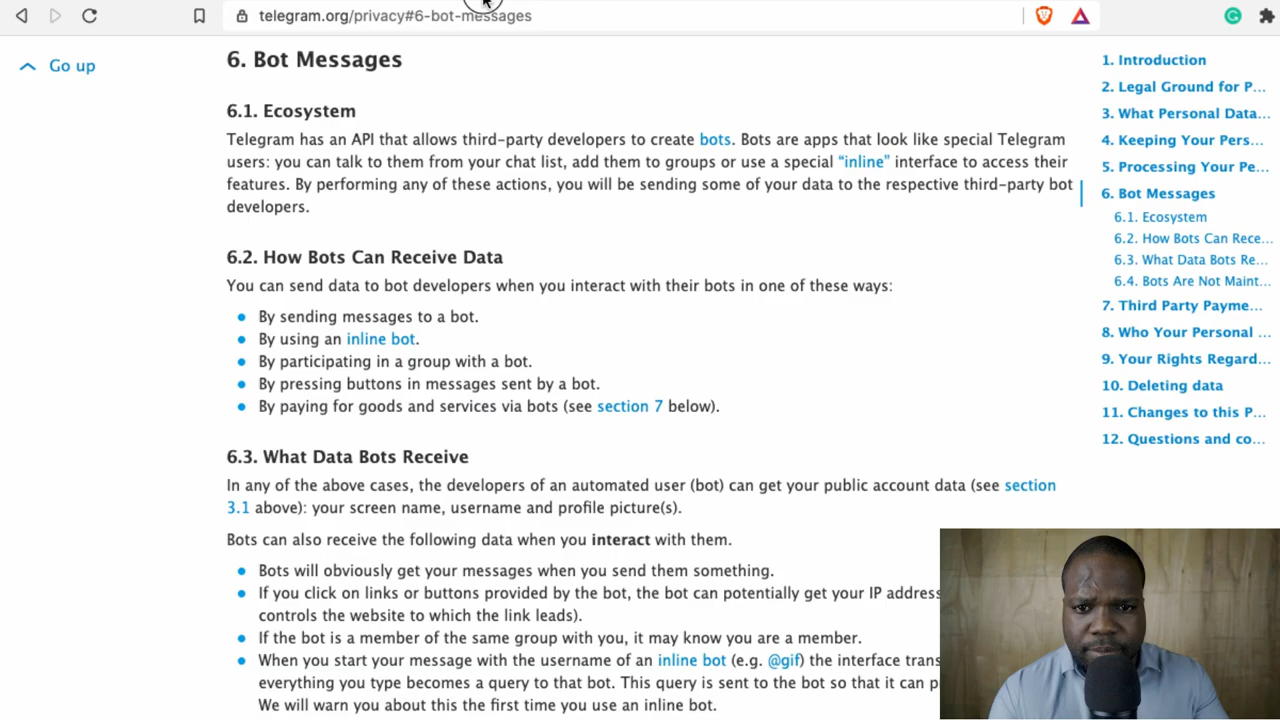 telegram.org/privacy#6-bot-messages
Go up
6. Bot Messages
6.1. Ecosystem
Telegram has an API that allows third-party developers to create bots. Bots are apps that look like special Telegram
users: you can talk to them from your chat list, add them to groups or use a special “inline” interface to access their
features. By performing any of these actions, you will be sending some of your data to the respective third-party bot
developers.
6.2. How Bots Can Receive Data
You can send data to bot developers when you interact with their bots in one of these ways:
By sending messages to a bot.
By using an inline bot.
By participating in a group with a bot.
By pressing buttons in messages sent by a bot.
By paying for goods and services via bots (see section 7 below).
6.3. What Data Bots Receive
In any of the above cases, the developers of an automated user (bot) can get your public account data (see section
3.1 above): your screen name, username and profile picture(s).
Bots can also receive the following data when you interact with them.
Bots will obviously get your messages when you send them something.
If you click on links or buttons provided by the bot, the bot can potentially get your IP addres
controls the website to which the link leads).
If the bot is a member of the same group with you, it may know you are a member.
When you start your message with the username of an inline bot (e.g. @gif) the interface trans
everything you type becomes a query to that bot. This query is sent to the bot so that it can p
We will warn you about this the first time you use an inline bot.
1. Introduction
2. Legal Ground for P...
3. What Personal Data...
4. Keeping Your Pers...
5. Processing Your Pe...
6. Bot Messages
6.1. Ecosystem
6.2. How Bots Can Rece...
6.3. What Data Bots Re...
6.4. Bots Are Not Maint...
7. Third Party Payme...
8. Who Your Personal ...
9. Your Rights Regard...
10. Deleting data
11. Changes to this P...
12. Questions and co...